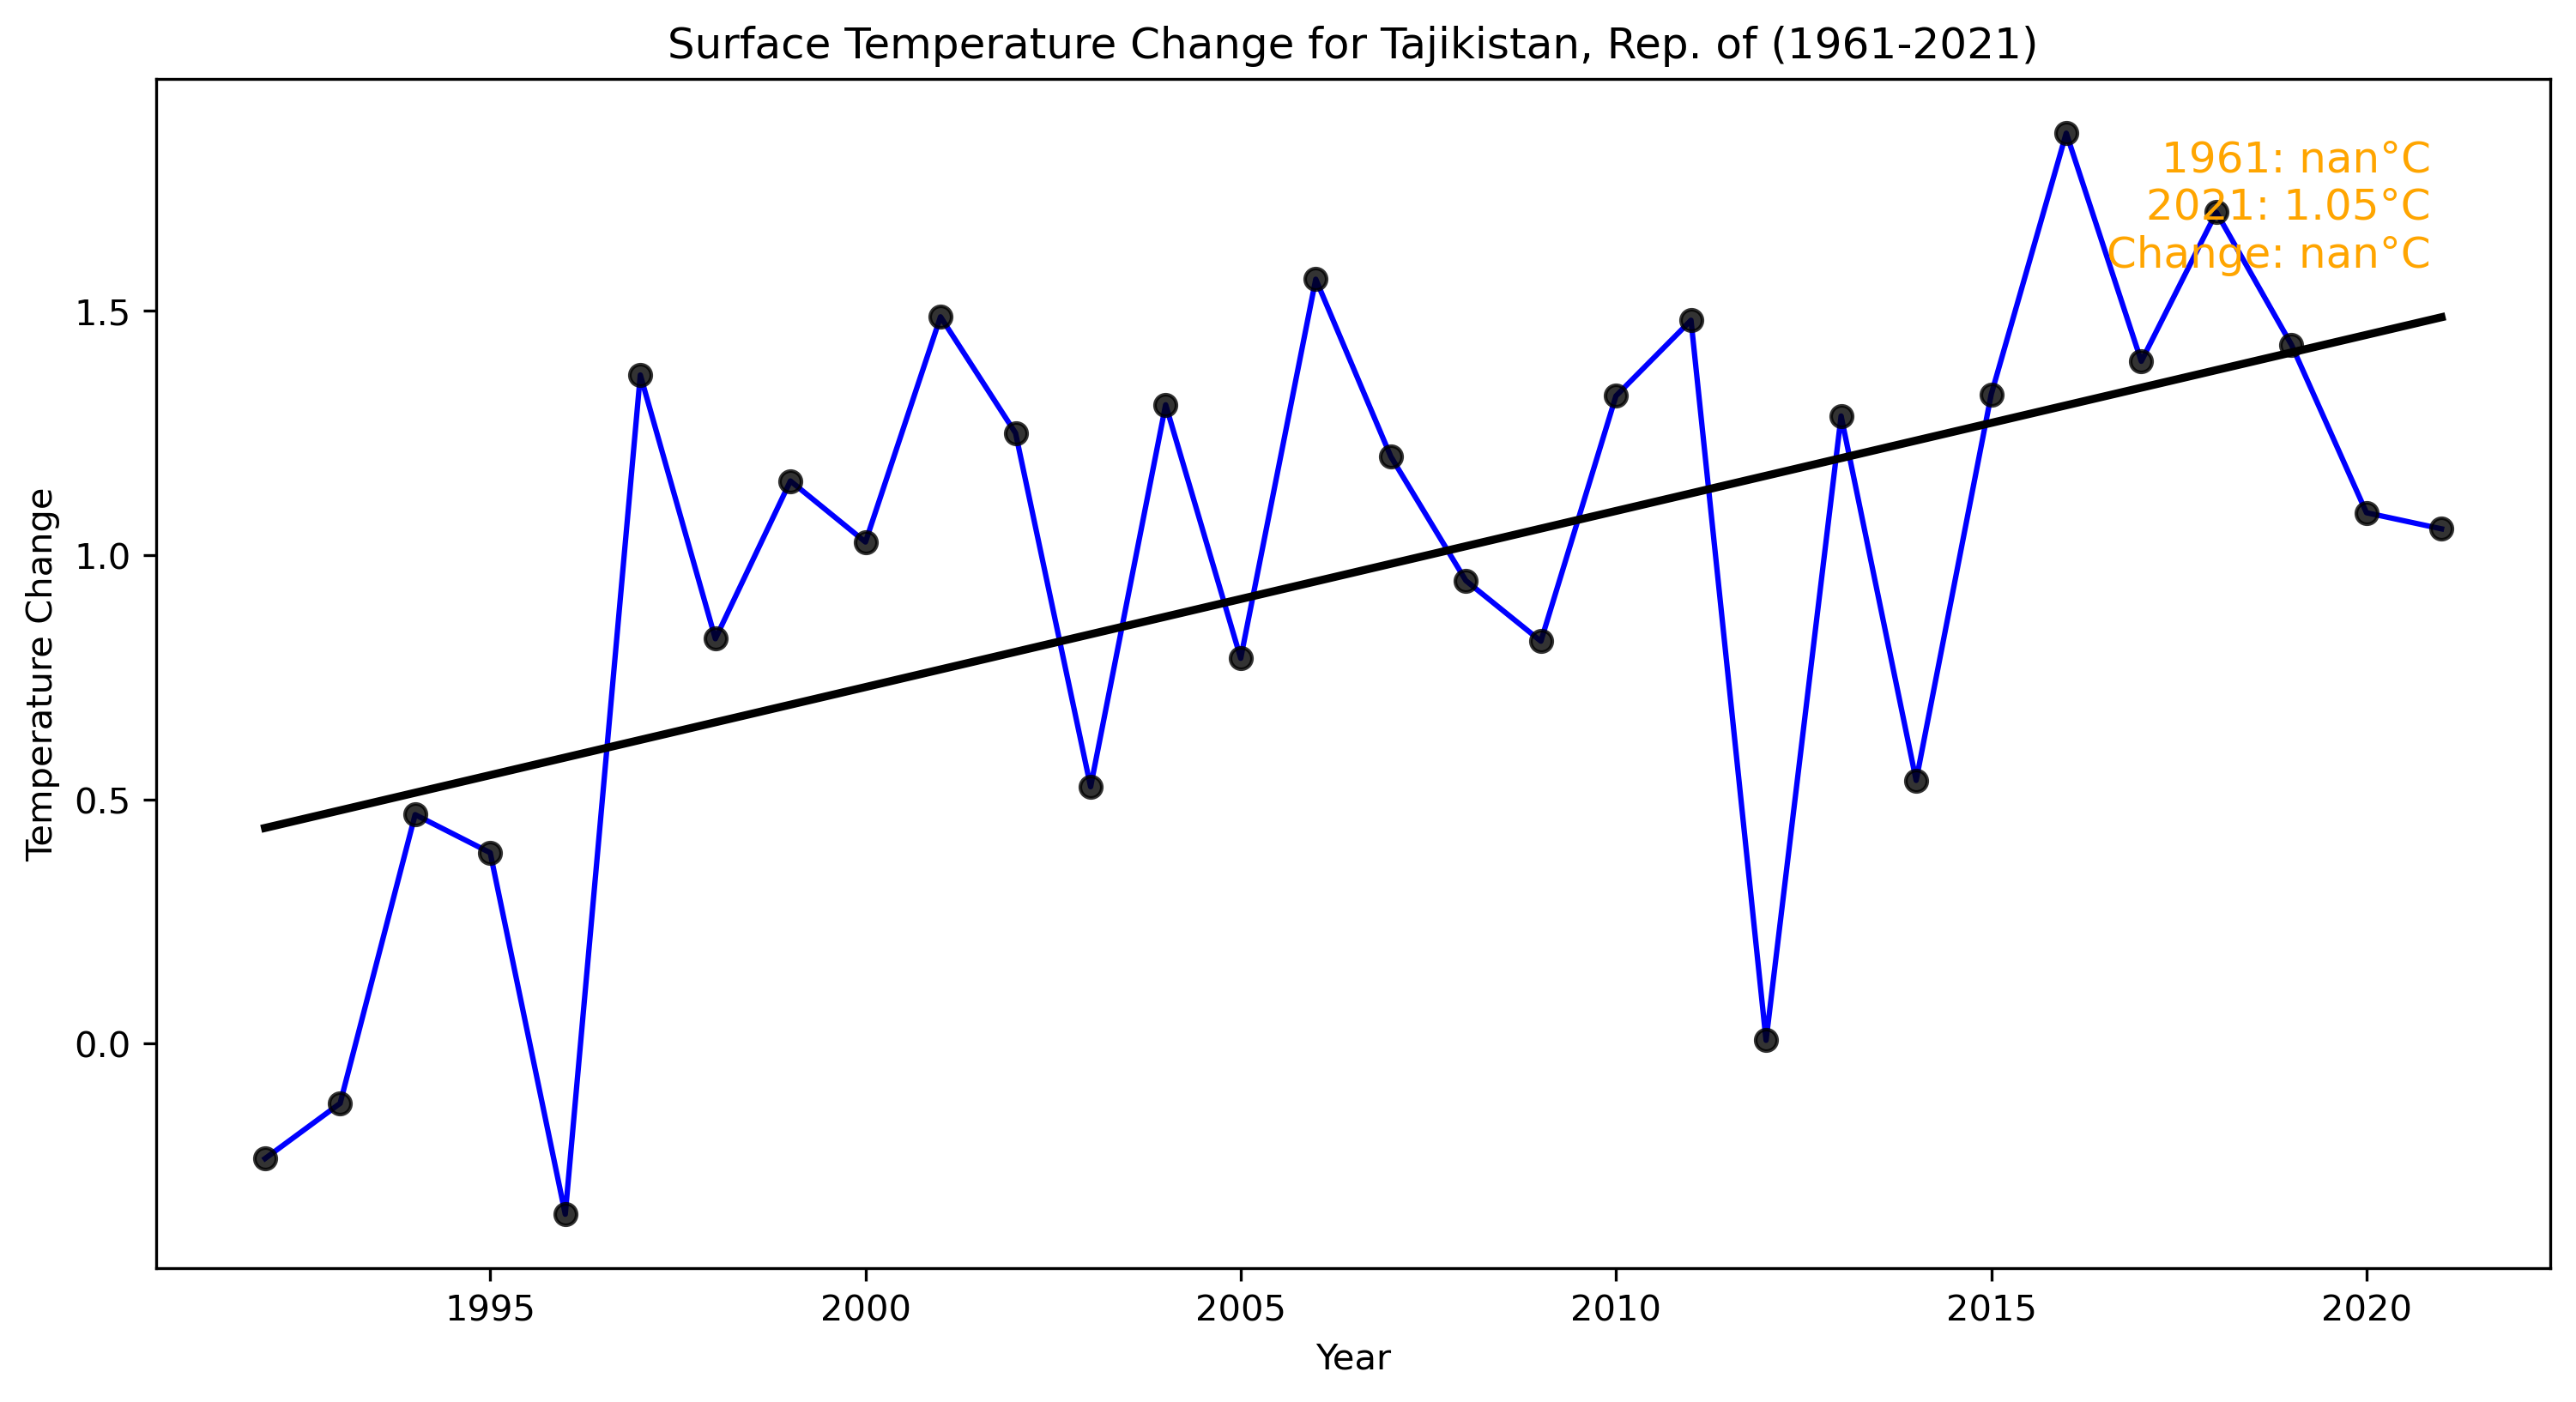 Surface Temperature Change for Tajikistan, Rep. of (1961-2021)
1961: nan°C
2021: 1.05°C
Change: nan°C
Temperature Change
1.5
1.0
0.5
0.0
1995 2000 2005 2010 2015 2020
Year